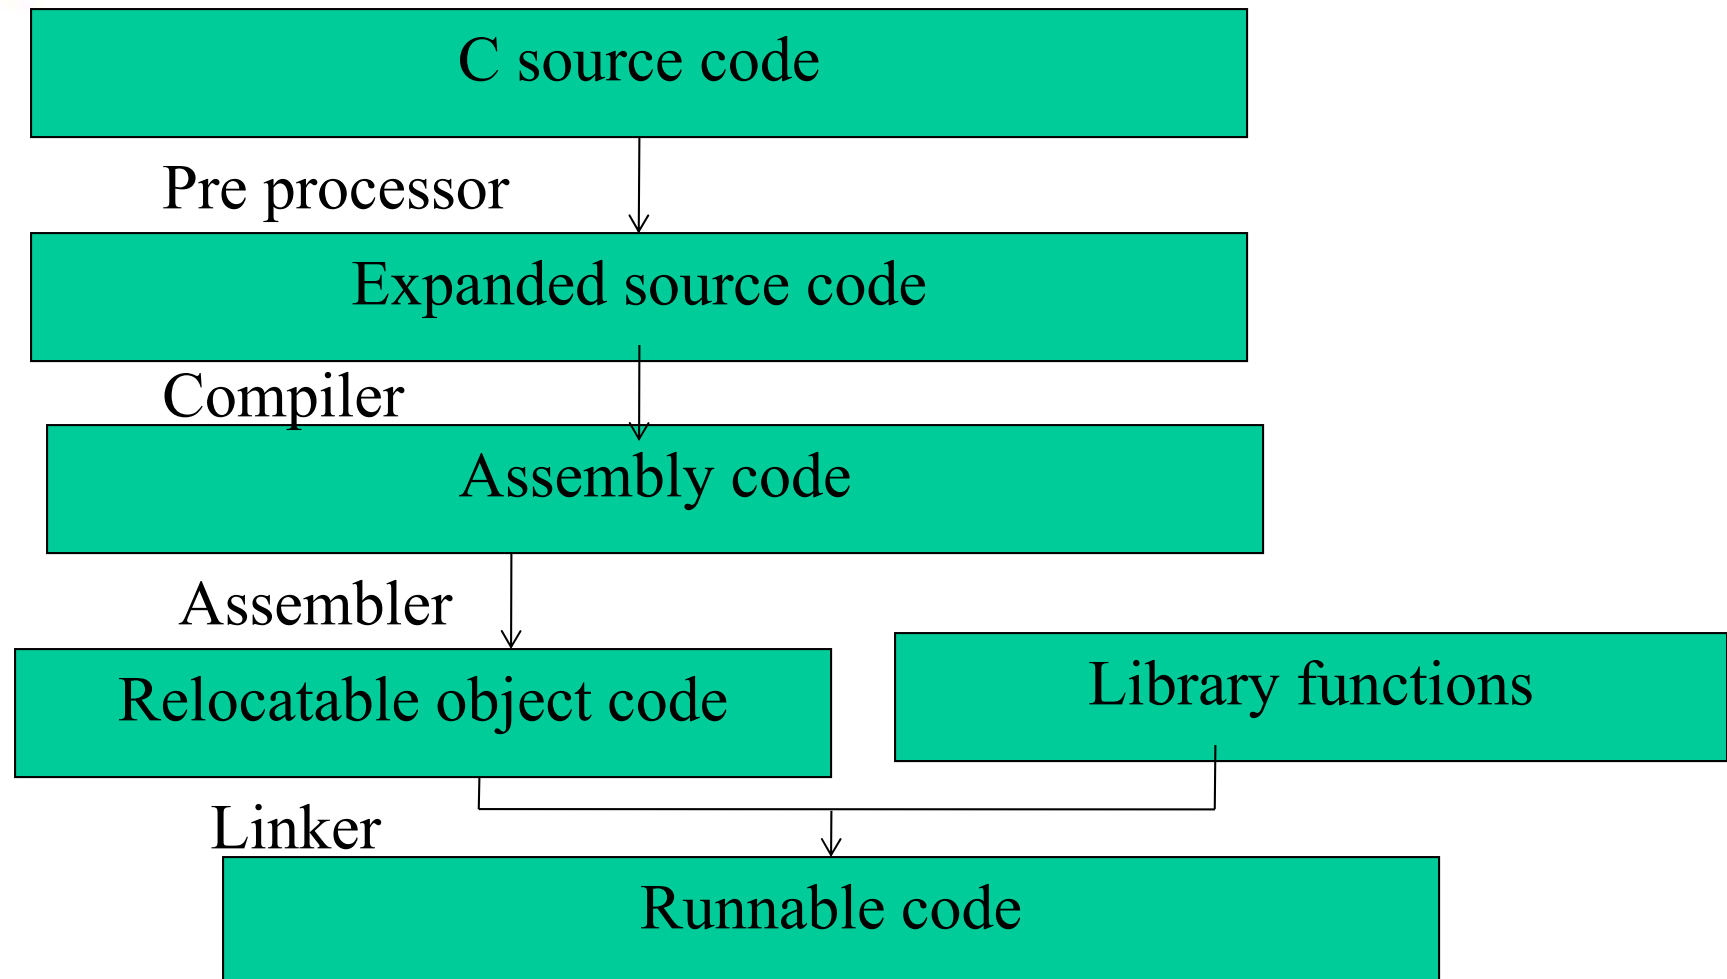 C source code
Pre processor
Expanded source code
Compiler
Assembly code
Assembler
Relocatable object code
Library functions
Linker
Runnable code